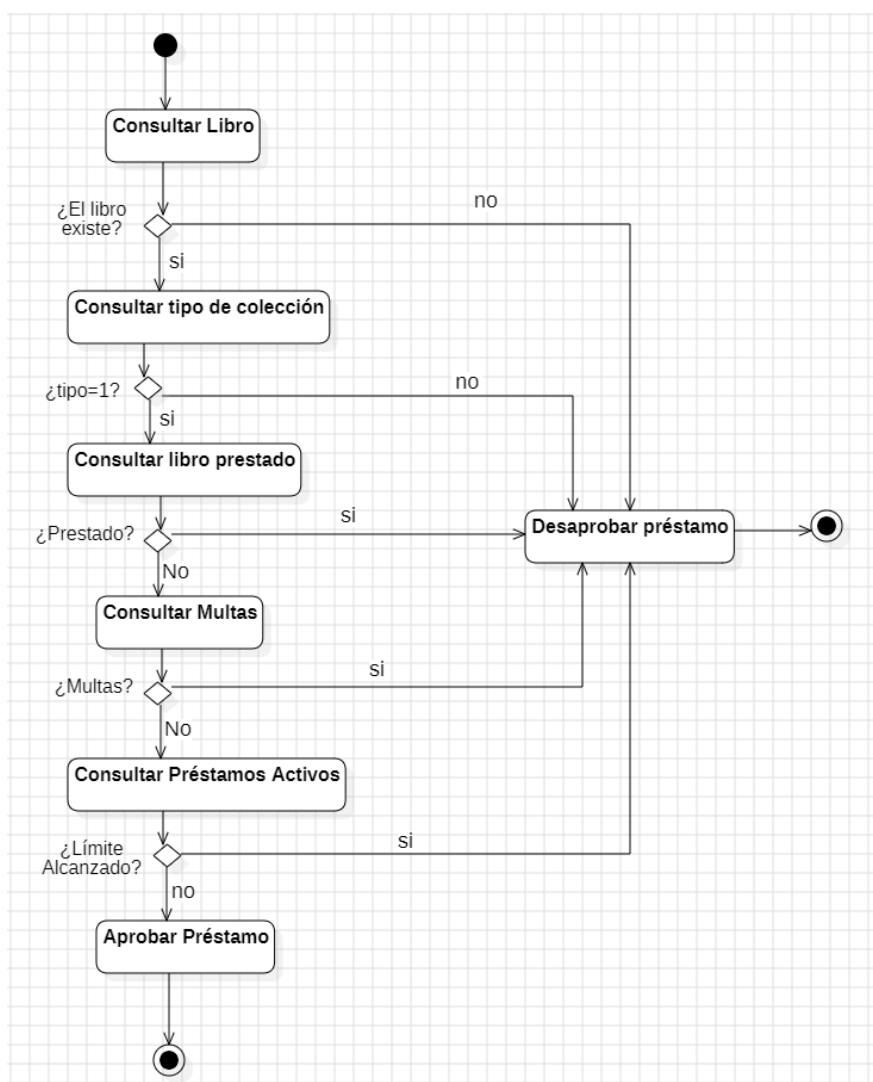 Consultar Libro
no
¿El libro
existe?
si
Consultar tipo de colección
no
¿tipo=1?
si
Consultar libro prestado
si
¿Prestado?
Desaprobar préstamo
No
Consultar Multas
si
¿Multas?
No
Consultar Préstamos Activos
si
¿Límite
Alcanzado?
no
Aprobar Préstamo